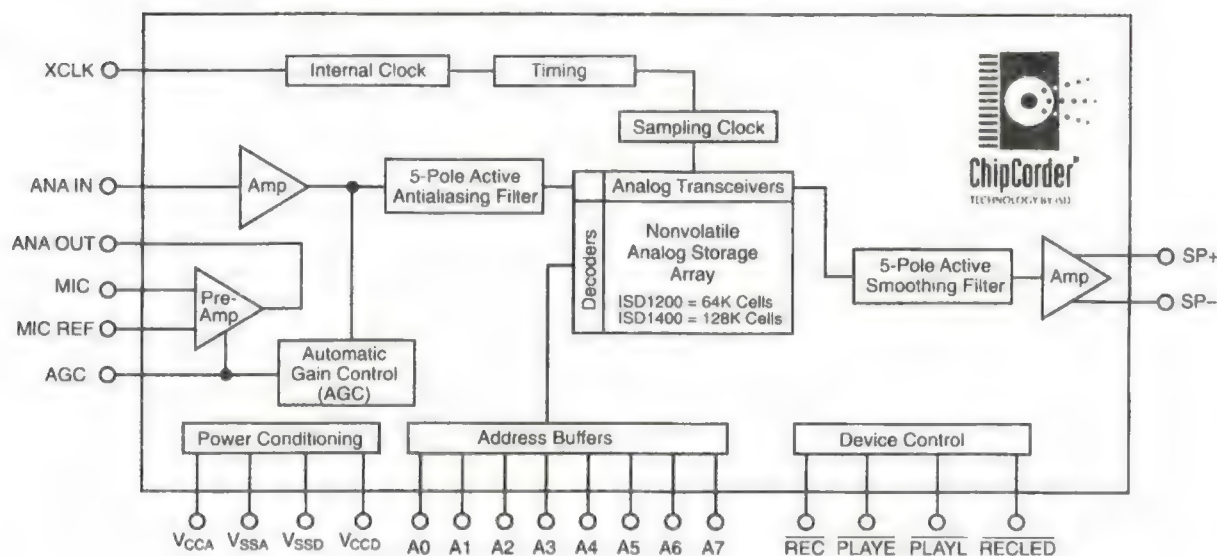 XCLK
Internal Clock
Timing
Sampling Clock
ChipCorder
TECHNOLOGY BY ISD
ANA IN
Amp
5-Pole Active
Antialiasing Filter
Analog Transceivers
Decoders
Nonvolatile
Analog Storage
Array
ISD1200 = 64K Cells
ISD1400 = 128K Cells
ANA OUT
MIC
Pre-
Amp
MIC REF
AGC
Automatic
Gain Control
(AGC)
5-Pole Active
Smoothing Filter
Amp
SP+
SP−
Power Conditioning
Address Buffers
Device Control
VCCA VSSA VSSD VCCD
A0 A1 A2 A3 A4 A5 A6 A7
REC PLAYE PLAYL RECLED